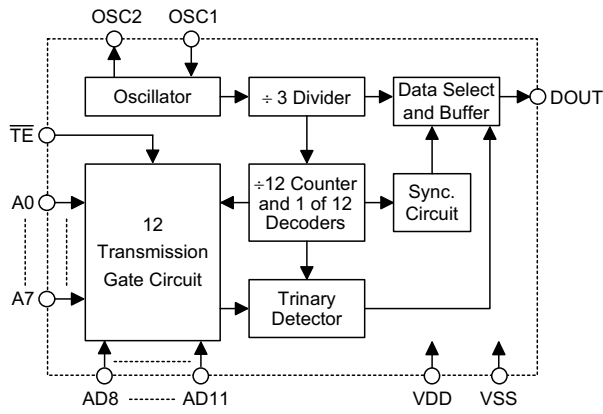 OSC2 OSC1
Oscillator
÷ 3 Divider
Data Select
and Buffer
DOUT
TE
A0
A7
12
Transmission
Gate Circuit
÷12 Counter
and 1 of 12
Decoders
Sync.
Circuit
Trinary
Detector
AD8 AD11 VDD VSS